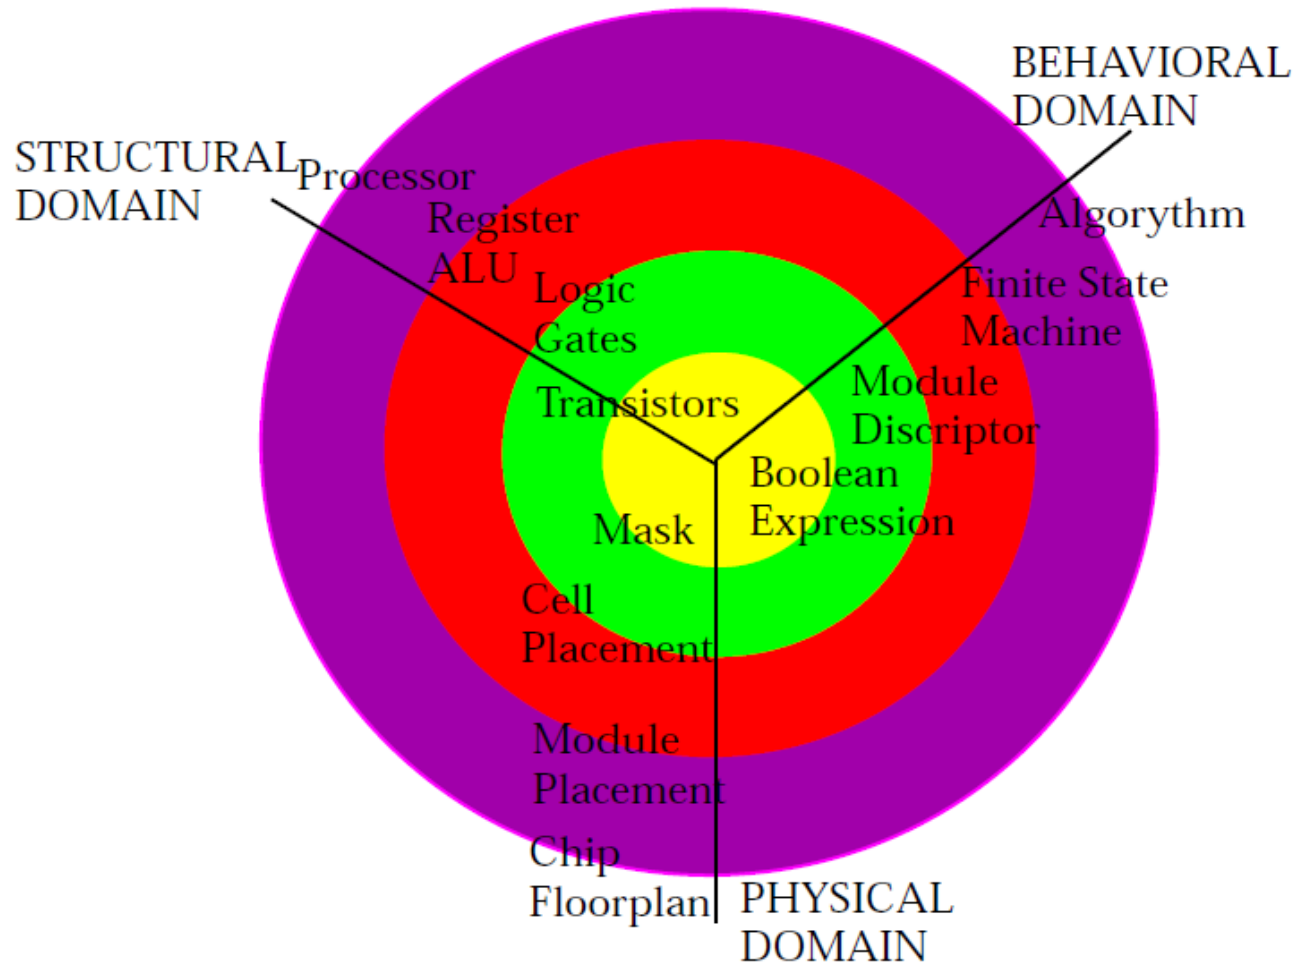 BEHAVIORAL
DOMAIN
STRUCTURAL
DOMAIN
Processor
Register
ALU
Logic
Gates
Transistors
Algorythm
Finite State
Machine
Module
Discriptor
Boolean
Expression
Mask
Cell
Placement
Module
Placement
Chip
Floorplan
PHYSICAL
DOMAIN